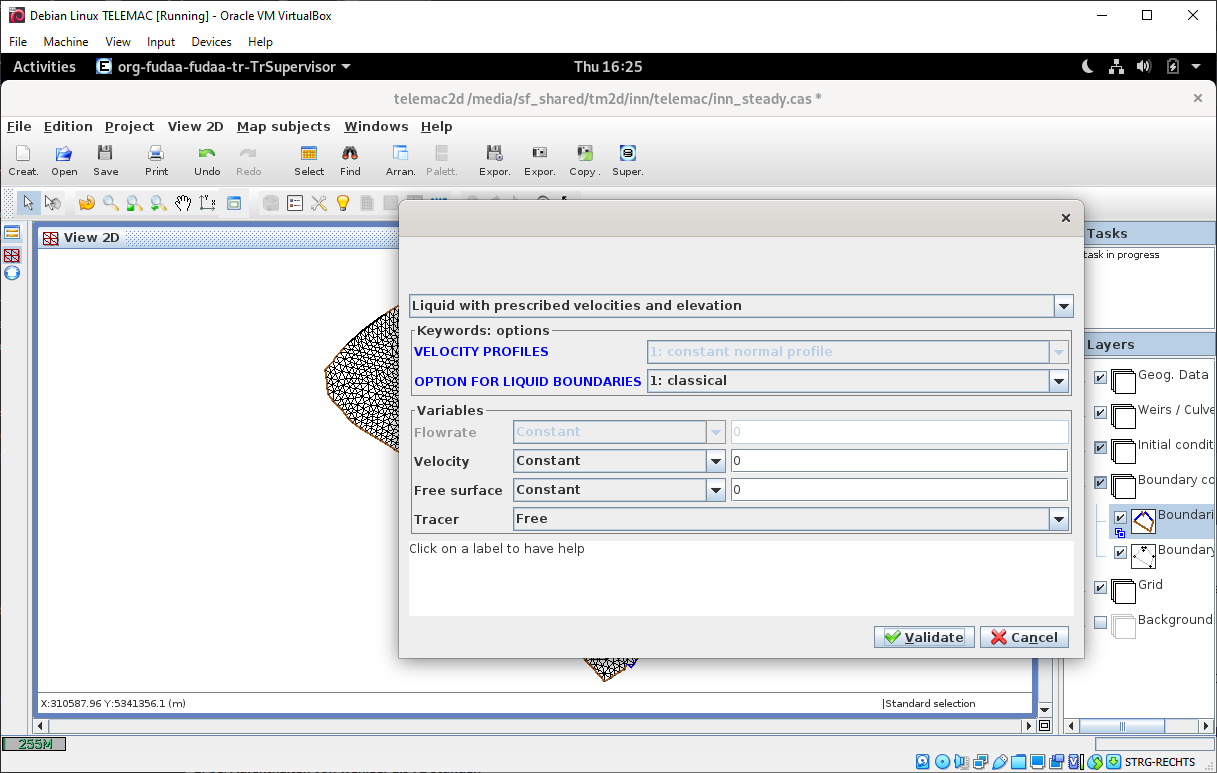 Debian Linux TELEMAC [Running] - Oracle VM VirtualBox
File Machine View Input Devices Help
Activities org-fudaa-fudaa-tr-TrSupervisor Thu 16:25
telemac2d /media/sf_shared/tm2d/inn/telemac/inn_steady.cas *
File Edition Project View 2D Map subjects Windows Help
Creat. Open Save Print Undo Redo Select Find Arran. Palett. Expor. Expor. Copy . Super.
View 2D
Tasks
task in progress
Liquid with prescribed velocities and elevation
Keywords: options
VELOCITY PROFILES 1: constant normal profile
OPTION FOR LIQUID BOUNDARIES 1: classical
Variables
Flowrate Constant 0
Velocity Constant 0
Free surface Constant 0
Tracer Free
Click on a label to have help
Validate Cancel
Layers
Geog. Data
Weirs / Culve
Initial condit
Boundary co
Boundari
Boundary
Grid
Background
X:310587.96 Y:5341356.1 (m) Standard selection
255M
STRG-RECHTS